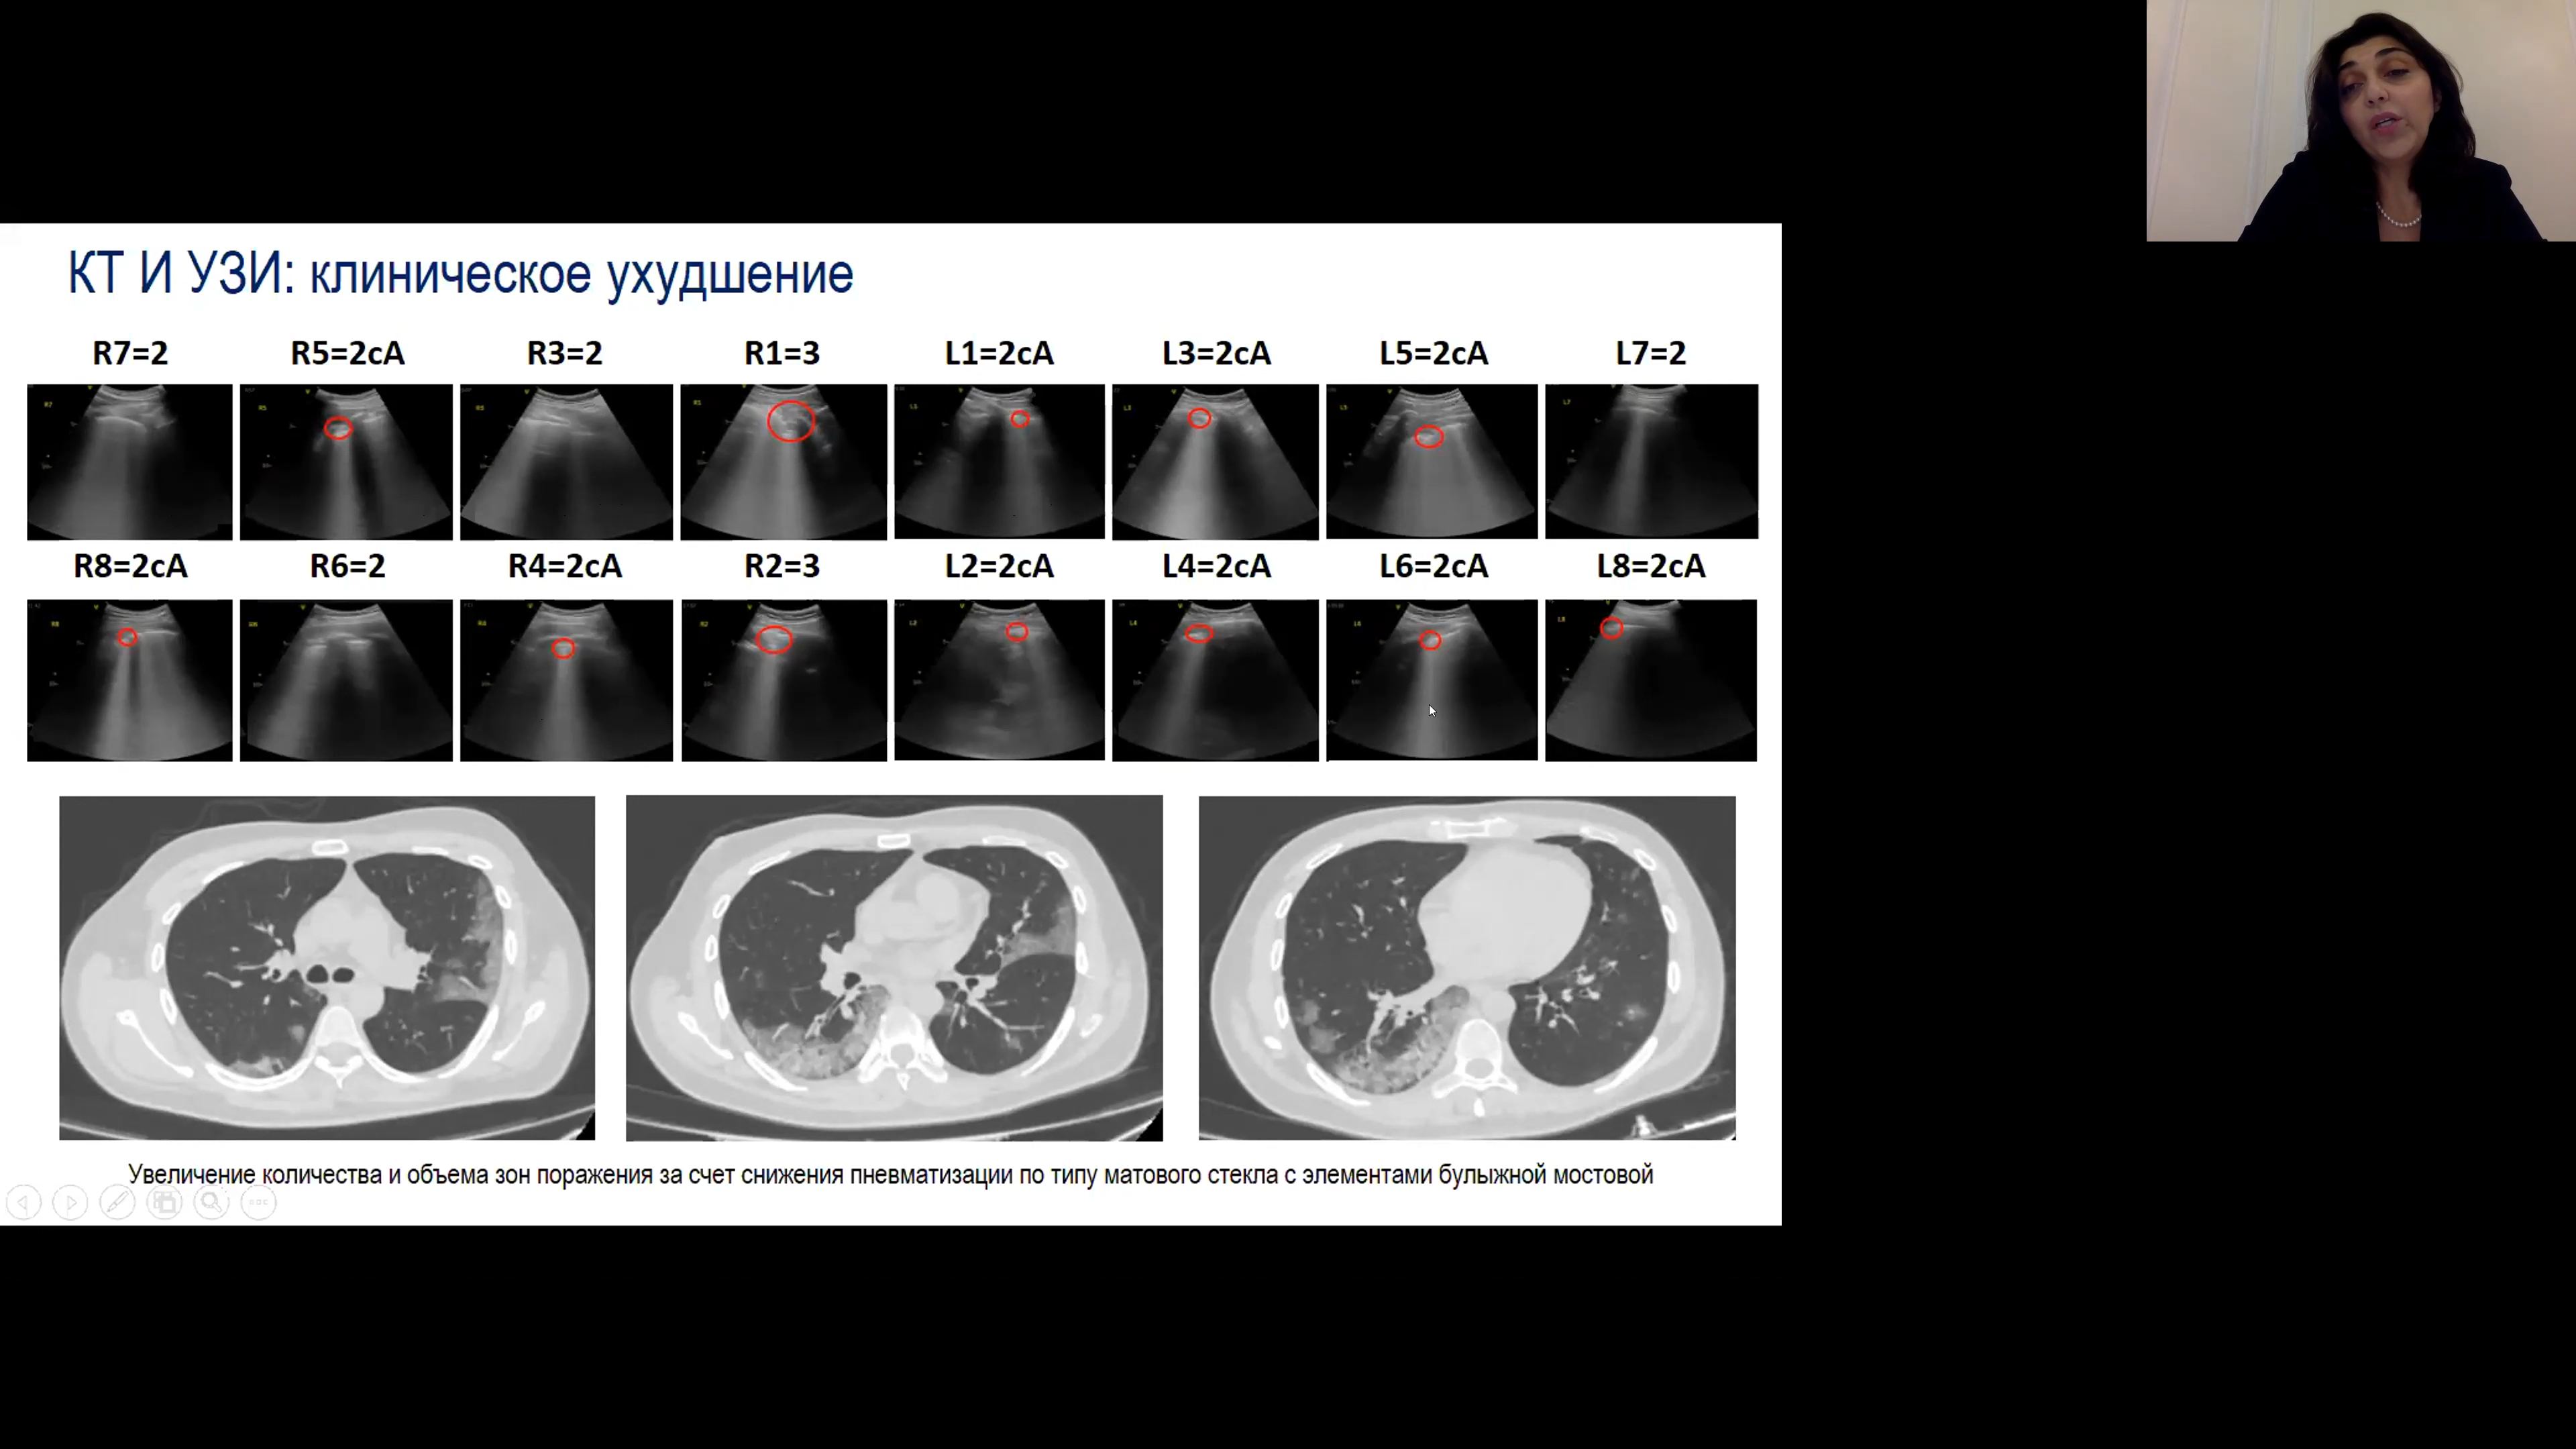 КТ И УЗИ: клиническое ухудшение
R7=2 R5=2cA R3=2 R1=3 L1=2cA L3=2cA L5=2cA L7=2
R8=2cA R6=2 R4=2cA R2=3 L2=2cA L4=2cA L6=2cA L8=2cA
Увеличение количества и объема зон поражения за счет снижения пневматизации по типу матового стекла с элементами булыжной мостовой